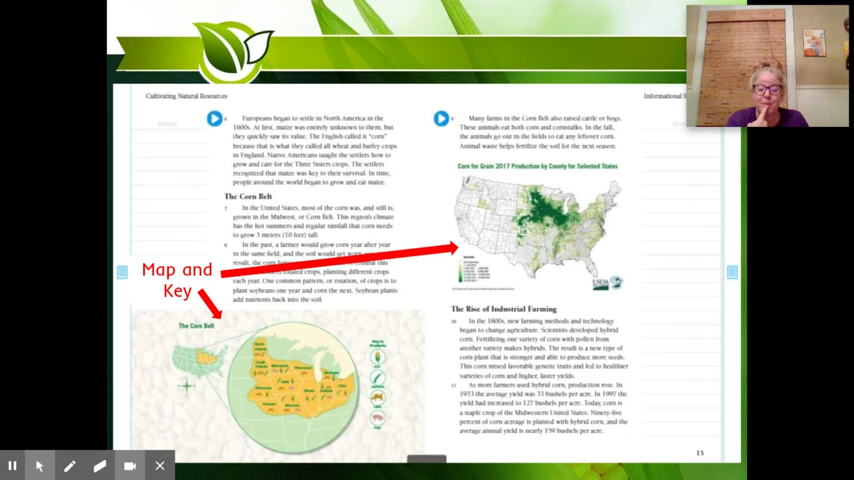 Cultivating Natural Resources
Informational S
6 Europeans began to settle in North America in the
1600s. At first, maize was entirely unknown to them, but
they quickly saw its value. The English called it "corn"
because that is what they called all wheat and barley crops
in England. Native Americans taught the settlers how to
grow and care for the Three Sisters crops. The settlers
recognized that maize was key to their survival. In time,
people around the world began to grow and eat maize.
The Corn Belt
7 In the United States, most of the corn was, and still is,
grown in the Midwest, or Corn Belt. This region's climate
has the hot summers and regular rainfall that corn needs
to grow 3 meters (10 feet) tall.
8 In the past, a farmer would grow corn year after year
in the same field, and the soil would get worn out. As a
result, the corn
rotated crops, planting different crops
each year. One common pattern, or rotation, of crops is to
plant soybeans one year and corn the next. Soybean plants
add nutrients back into the soil.
Map and
Key
The Corn Belt
Key to
Products
9 Many farms in the Corn Belt also raised cattle or hogs.
These animals eat both corn and cornstalks. In the fall,
the animals go out in the fields to eat any leftover corn.
Animal waste helps fertilize the soil for the next season.
Corn for Grain 2017 Production by County for Selected States
USDA
The Rise of Industrial Farming
10 In the 1800s, new farming methods and technology
began to change agriculture. Scientists developed hybrid
corn. Fertilizing one variety of corn with pollen from
another variety makes hybrids. The result is a new type of
corn plant that is stronger and able to produce more seeds.
This corn mixed favorable genetic traits and led to healthier
varieties of corn and higher, faster yields.
11 As more farmers used hybrid corn, production rose. In
1933 the average yield was 33 bushels per acre. In 1997 the
yield had increased to 127 bushels per acre. Today, corn is
a staple crop of the Midwestern United States. Ninety-five
percent of corn acreage is planted with hybrid corn, and the
average annual yield is nearly 159 bushels per acre.
15